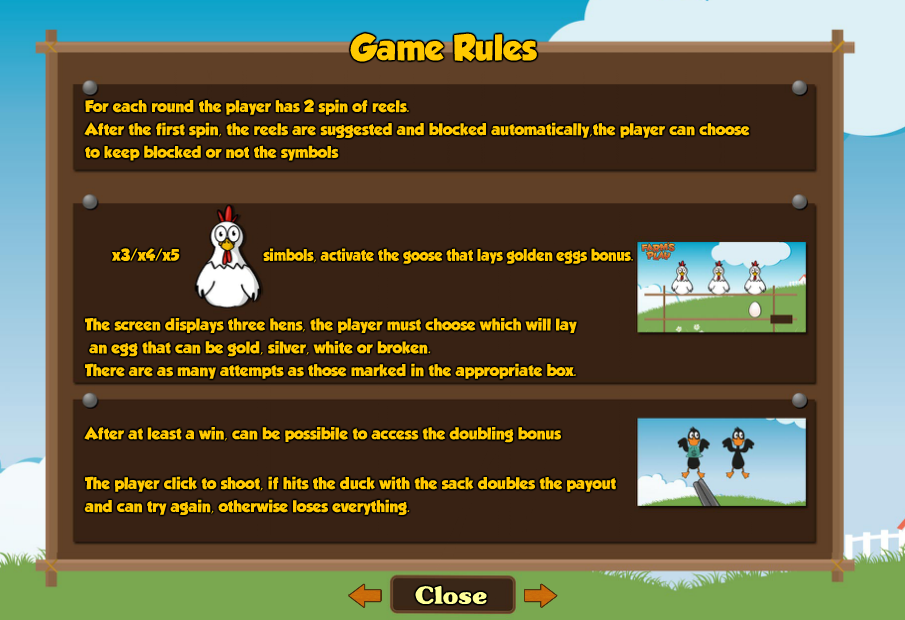 Game Rules
For each round the player has 2 spin of reels.
After the first spin, the reels are suggested and blocked automatically,the player can choose
to keep blocked or not the symbols
x3/x4/x5 simbols, activate the goose that lays golden eggs bonus.
FARMS PLAY
The screen displays three hens, the player must choose which will lay
an egg that can be gold, silver, white or broken.
There are as many attempts as those marked in the appropriate box.
After at least a win, can be possibile to access the doubling bonus
The player click to shoot, if hits the duck with the sack doubles the payout
and can try again, otherwise loses everything.
Close